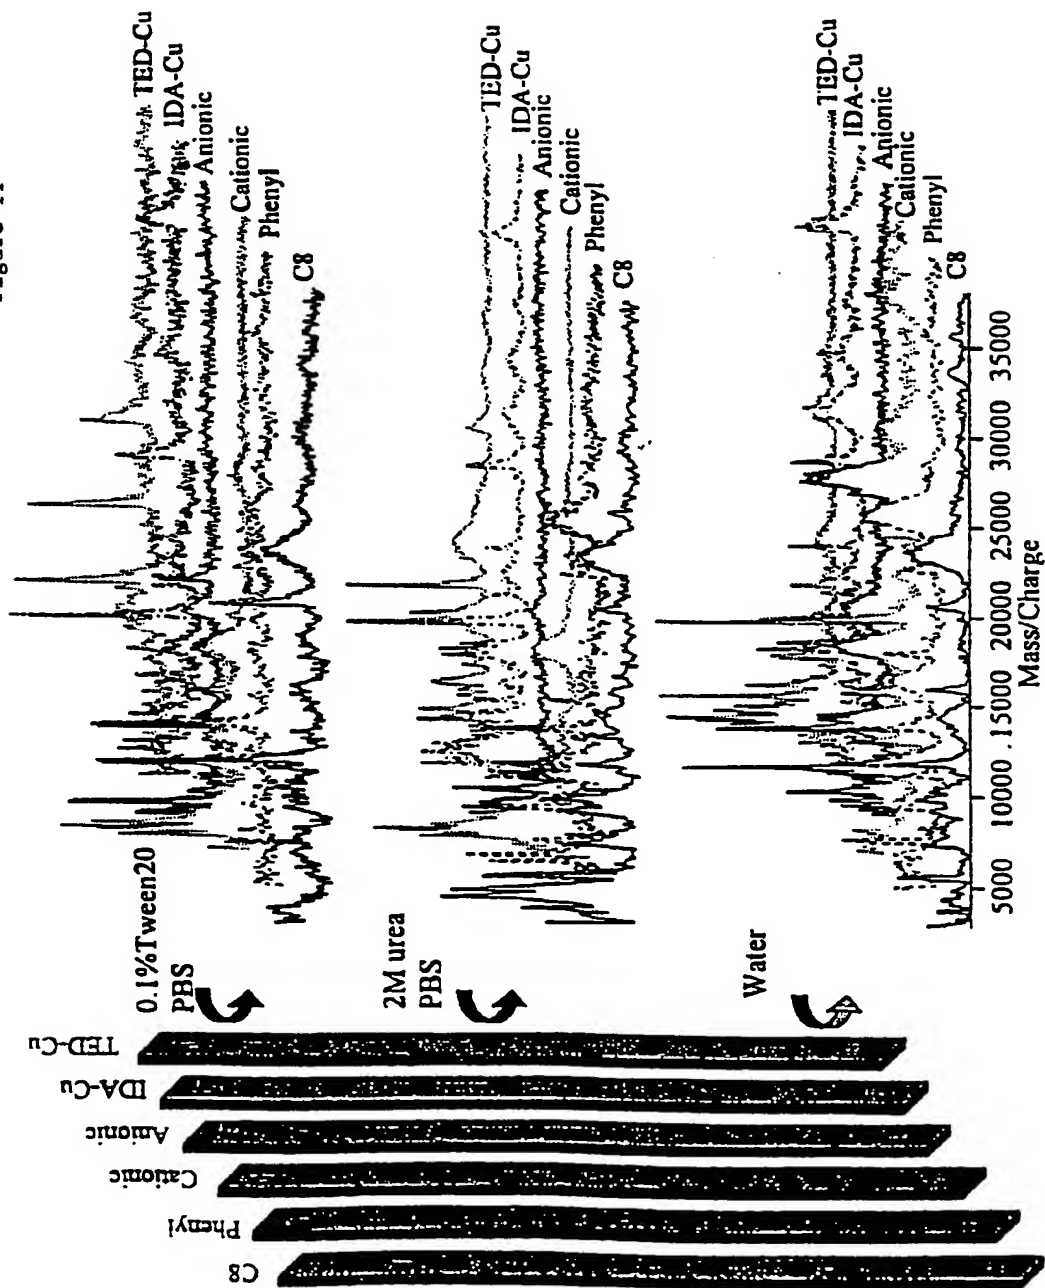 TED-Cu
IDA-Cu
Anionic
Cationic
Phenyl
C8
0.1%Tween20
PBS
TED-Cu
IDA-Cu
Anionic
Cationic
Phenyl
C8
2M urea
PBS
TED-Cu
IDA-Cu
Anionic
Cationic
Phenyl
C8
Water
TED-Cu
IDA-Cu
Anionic
Cationic
Phenyl
C8
5000 10000 15000 20000 25000 30000 35000
Mass/Charge